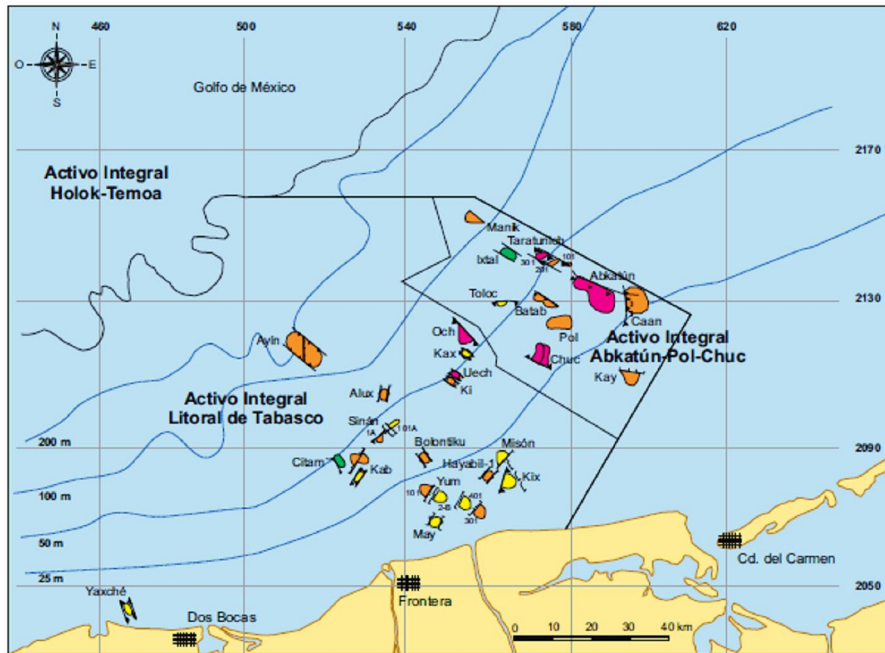 460 500 540 580 620
N
O E
S
Golfo de México
2170
Activo Integral
Holok-Temoa
Manik
Taratunich
Ixtal
301
201
101
Abkatún
Toloc
2130
Batab
Caan
Och
Pol
Activo Integral
Abkatún-Pol-Chuc
Ayín
Kax
Chuc
Uech
Kay
Ki
Alux
Activo Integral
Litoral de Tabasco
Sinán
101A
1A
200 m
Bolontikú
Misón
2090
Citam
Kab
Hayabil-1
Kix
100 m
Yum
101
2-B
401
301
May
50 m
Cd. del Carmen
25 m
2050
Yaxché
Frontera
Dos Bocas
0 10 20 30 40 km